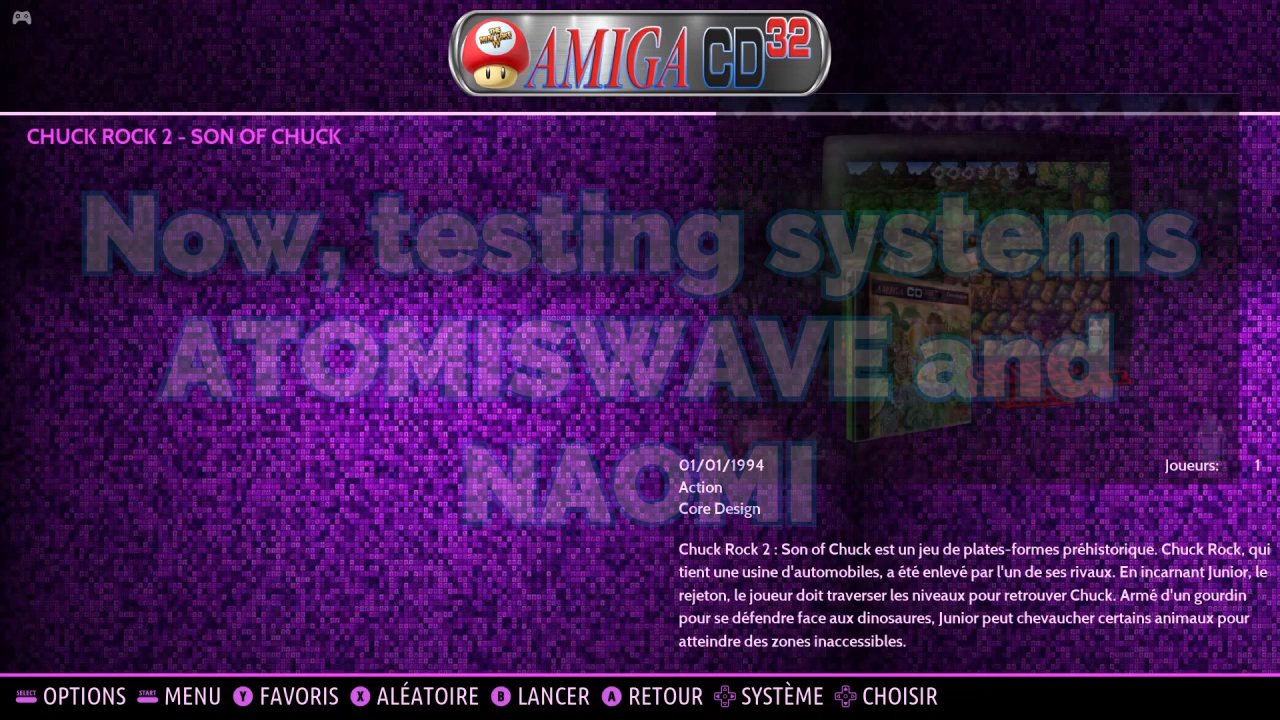 AMIGA CD32
CHUCK ROCK 2 - SON OF CHUCK
Now, testing systems
ATOMISWAVE and
NAOMI
AMIGA CD
01/01/1994
Joueurs: 1
Action
Core Design
Chuck Rock 2 : Son of Chuck est un jeu de plates-formes préhistorique. Chuck Rock, qui
tient une usine d'automobiles, a été enlevé par l'un de ses rivaux. En incarnant Junior, le
rejeton, le joueur doit traverser les niveaux pour retrouver Chuck. Armé d'un gourdin
pour se défendre face aux dinosaures, Junior peut chevaucher certains animaux pour
atteindre des zones inaccessibles.
SELECT OPTIONS START MENU Y FAVORIS X ALÉATOIRE B LANCER A RETOUR SYSTÈME CHOISIR